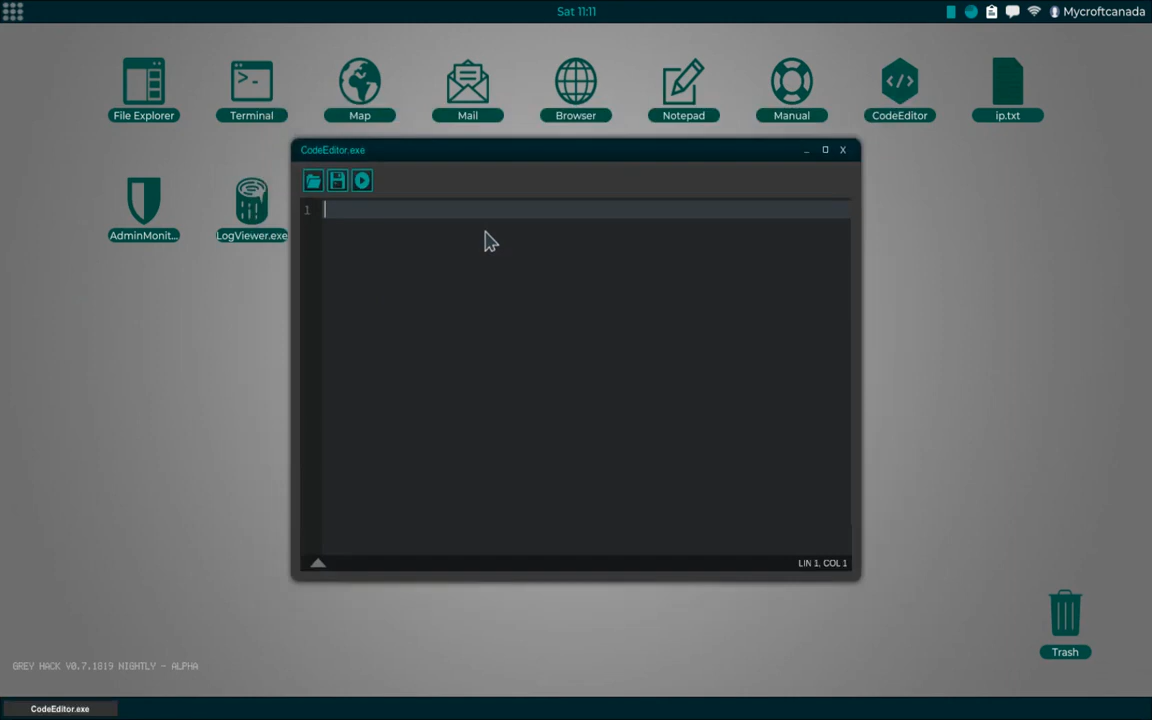 Sat 11:11
Mycroftcanada
File Explorer
Terminal
Map
Mail
Browser
Notepad
Manual
CodeEditor
ip.txt
AdminMonit...
LogViewer.exe
CodeEditor.exe
1
LIN 1, COL 1
Trash
GREY HACK V0.7.1819 NIGHTLY - ALPHA
CodeEditor.exe